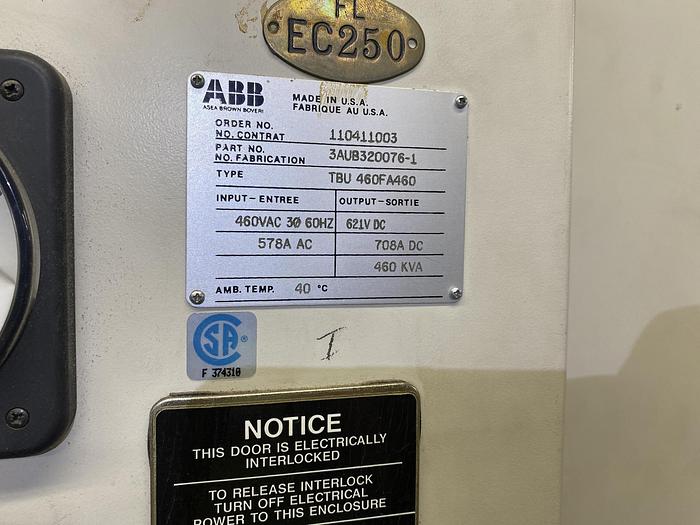 FL
EC250
ABB
ASEA BROWN BOVERI
MADE IN U.S.A.
FABRIQUE AU U.S.A.
ORDER NO.
NO. CONTRAT 110411003
PART NO.
NO. FABRICATION 3AUB320076-1
TYPE TBU 460FA460
INPUT-ENTREE OUTPUT-SORTIE
460VAC 3Ø 60HZ 621V DC
578A AC 708A DC
460 KVA
AMB. TEMP. 40 °C
CSA ®
F 374310
I
NOTICE
THIS DOOR IS ELECTRICALLY
INTERLOCKED
TO RELEASE INTERLOCK
TURN OFF ELECTRICAL
POWER TO THIS ENCLOSURE